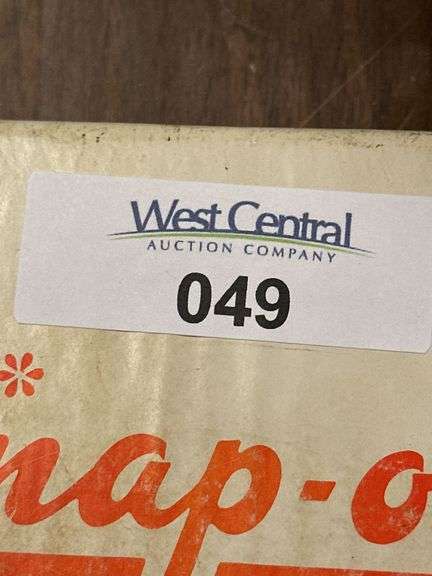 West Central
AUCTION COMPANY
049
nap-o